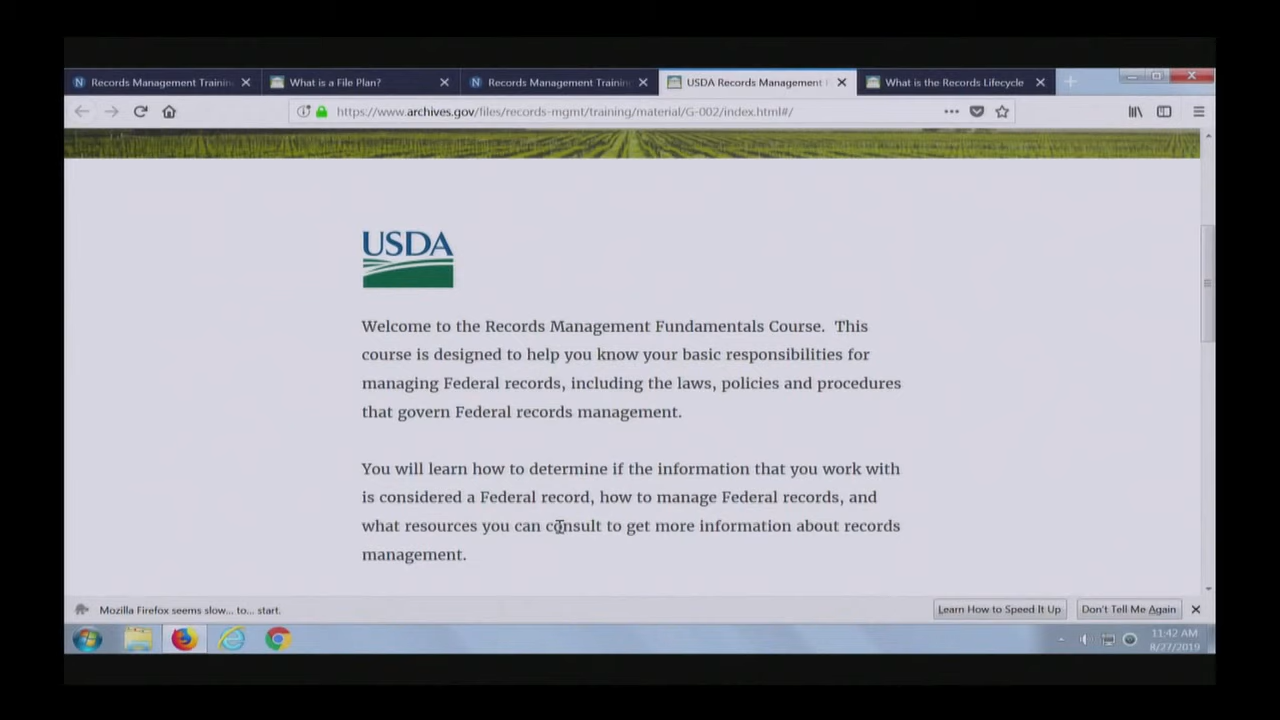 Records Management Trainin
What is a File Plan?
Records Management Trainin
USDA Records Management
What is the Records Lifecycle
https://www.archives.gov/files/records-mgmt/training/material/G-002/index.html#/
USDA
Welcome to the Records Management Fundamentals Course. This
course is designed to help you know your basic responsibilities for
managing Federal records, including the laws, policies and procedures
that govern Federal records management.
You will learn how to determine if the information that you work with
is considered a Federal record, how to manage Federal records, and
what resources you can consult to get more information about records
management.
Mozilla Firefox seems slow... to... start.
Learn How to Speed It Up
Don't Tell Me Again
11:42 AM
8/27/2019